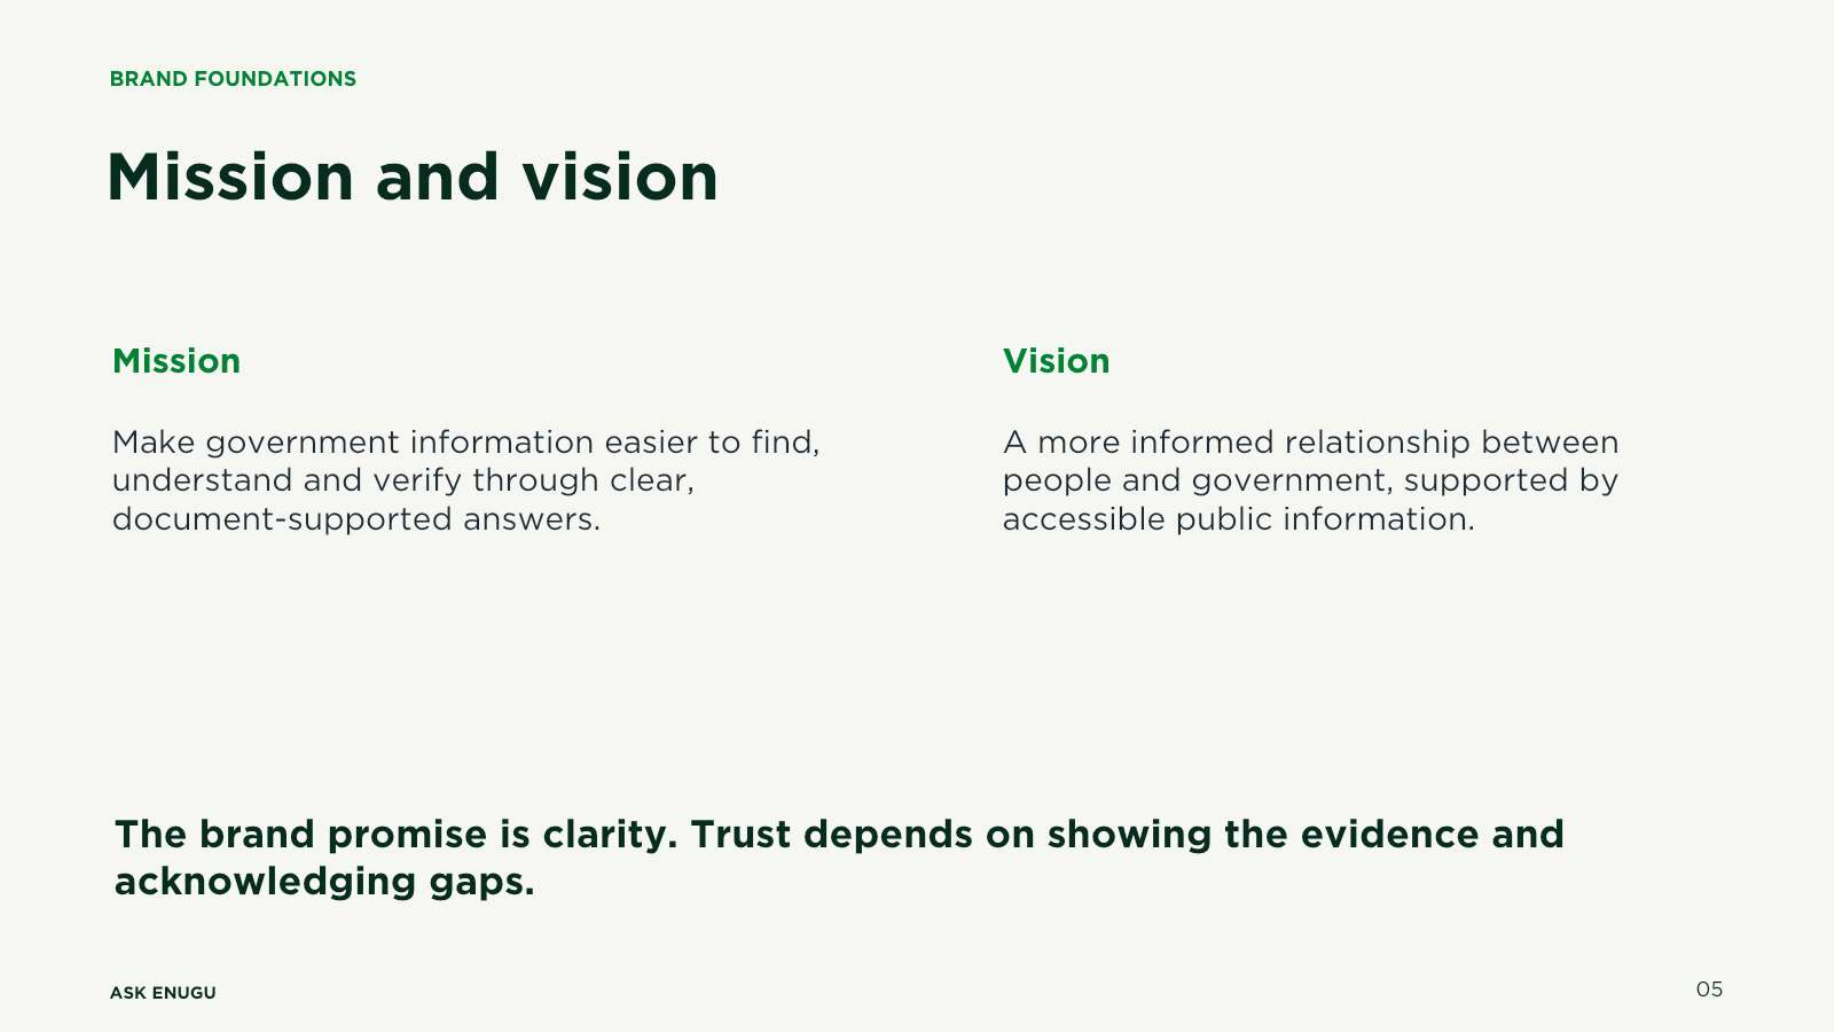 BRAND FOUNDATIONS
Mission and vision
Mission
Make government information easier to find,
understand and verify through clear,
document-supported answers.
Vision
A more informed relationship between
people and government, supported by
accessible public information.
The brand promise is clarity. Trust depends on showing the evidence and
acknowledging gaps.
ASK ENUGU
05